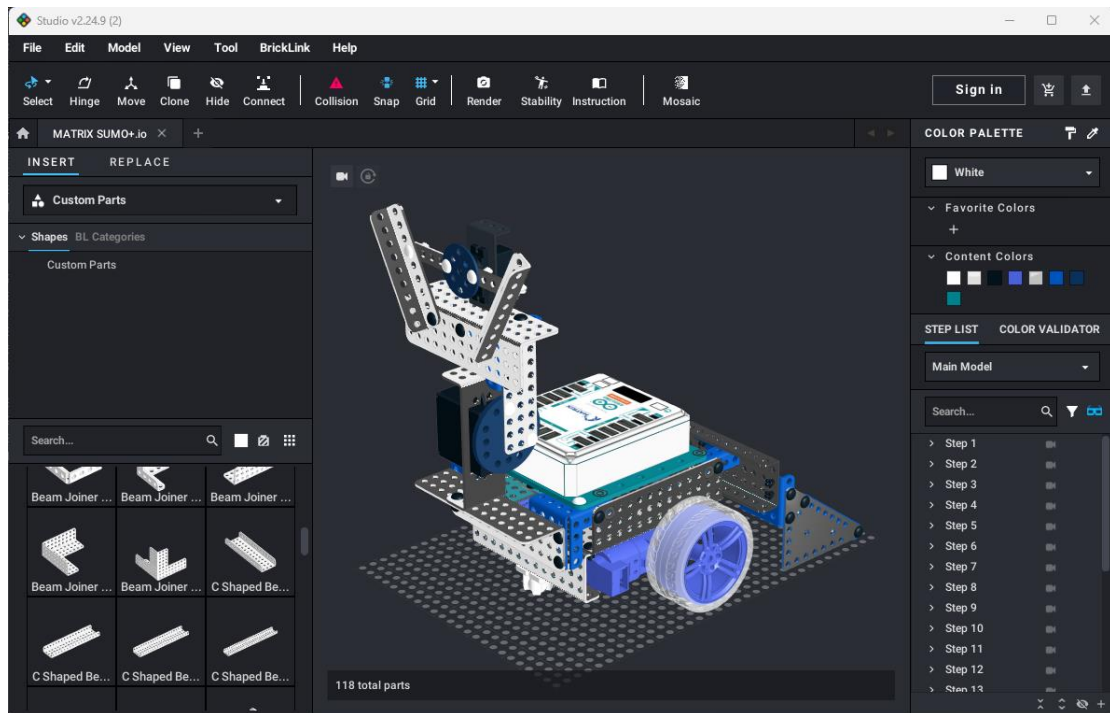 Studio v2.24.9 (2)
File Edit Model View Tool BrickLink Help
Select Hinge Move Clone Hide Connect Collision Snap Grid Render Stability Instruction Mosaic
Sign in
MATRIX SUMO+.io
INSERT REPLACE
Custom Parts
Shapes BL Categories
Custom Parts
Search...
Beam Joiner ... Beam Joiner ... Beam Joiner ...
Beam Joiner ... Beam Joiner ... C Shaped Be...
C Shaped Be... C Shaped Be... C Shaped Be...
118 total parts
COLOR PALETTE
White
Favorite Colors
Content Colors
STEP LIST COLOR VALIDATOR
Main Model
Search...
Step 1
Step 2
Step 3
Step 4
Step 5
Step 6
Step 7
Step 8
Step 9
Step 10
Step 11
Step 12
Step 13